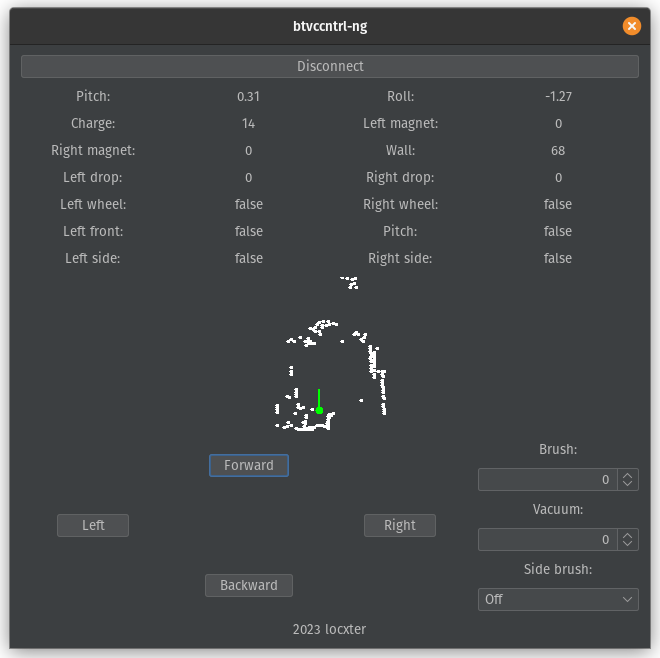 btvccntrl-ng
Disconnect
Pitch: 0.31 Roll: -1.27
Charge: 14 Left magnet: 0
Right magnet: 0 Wall: 68
Left drop: 0 Right drop: 0
Left wheel: false Right wheel: false
Left front: false Pitch: false
Left side: false Right side: false
Brush:
Forward
0
Vacuum:
Left Right
0
Side brush:
Backward
Off
2023 locxter